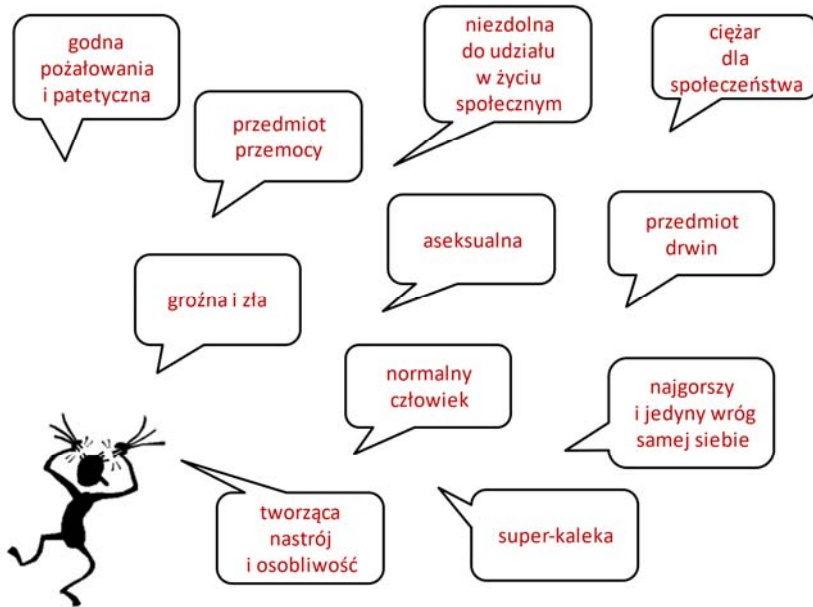 godna
pożałowania
i patetyczna
niezdolna
do udziału
w życiu
społecznym
ciężar
dla
społeczeństwa
przedmiot
przemocy
aseksualna
przedmiot
drwin
groźna i zła
normalny
człowiek
najgorszy
i jedyny wróg
samej siebie
tworząca
nastrój
i osobliwość
super-kaleka